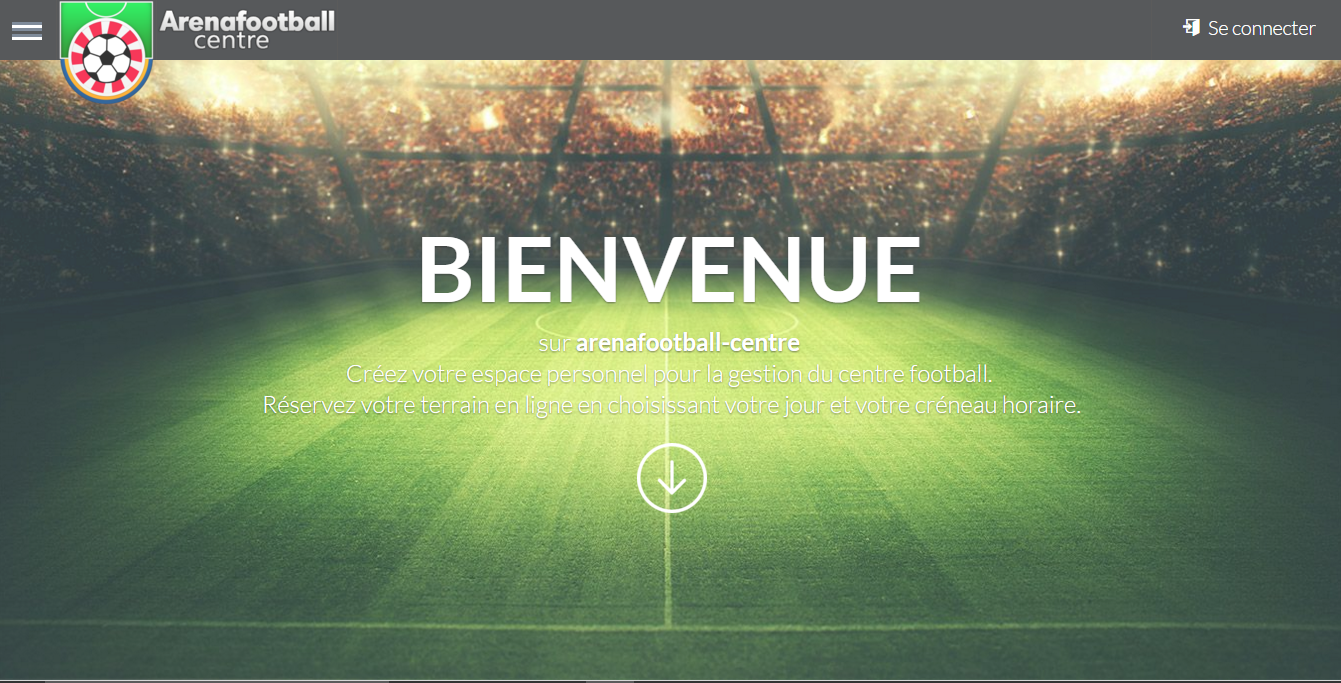 Arenafootball
centre
Se connecter
BIENVENUE
sur arenafootball-centre
Créez votre espace personnel pour la gestion du centre football.
Réservez votre terrain en ligne en choisissant votre jour et votre créneau horaire.